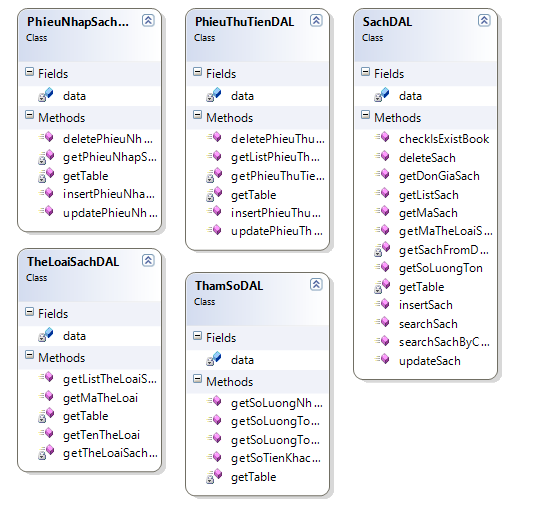 PhieuNhapSach...
Class
Fields
data
Methods
deletePhieuNh...
getPhieuNhapS...
getTable
insertPhieuNha...
updatePhieuNh...
PhieuThuTienDAL
Class
Fields
data
Methods
deletePhieuThu...
getListPhieuTh...
getPhieuThuTie...
getTable
insertPhieuThu...
updatePhieuTh...
SachDAL
Class
Fields
data
Methods
checkIsExistBook
deleteSach
getDonGiaSach
getListSach
getMaSach
getMaTheLoaiS...
getSachFromD...
getSoLuongTon
getTable
insertSach
searchSach
searchSachByC...
updateSach
TheLoaiSachDAL
Class
Fields
data
Methods
getListTheLoaiS...
getMaTheLoai
getTable
getTenTheLoai
getTheLoaiSach...
ThamSoDAL
Class
Fields
data
Methods
getSoLuongNh...
getSoLuongTo...
getSoLuongTo...
getSoTienKhac...
getTable